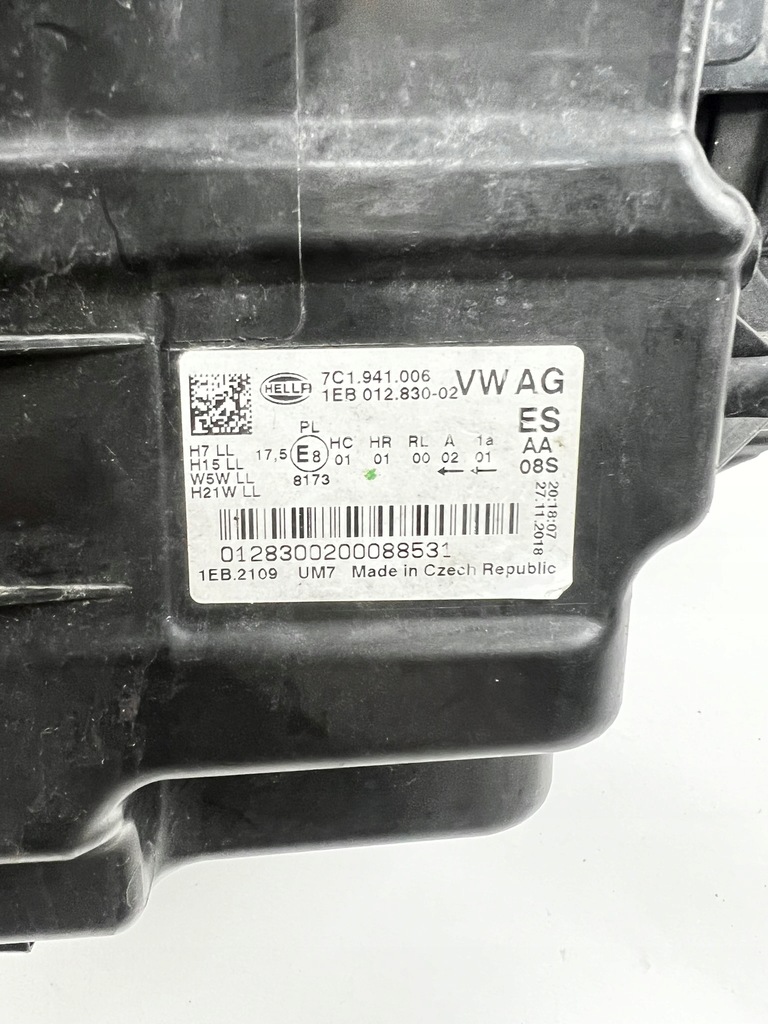 HELLA
7C1.941.006
1EB 012.830-02
VW AG
ES
AA
08S
H7 LL
H15 LL
W5W LL
H21W LL
PL
17,5 E8 HC HR RL A 1a
01 01 00 02 01
8173
20:18:07
27.11.2018
01283000200088531
1EB.2109 UM7 Made in Czech Republic